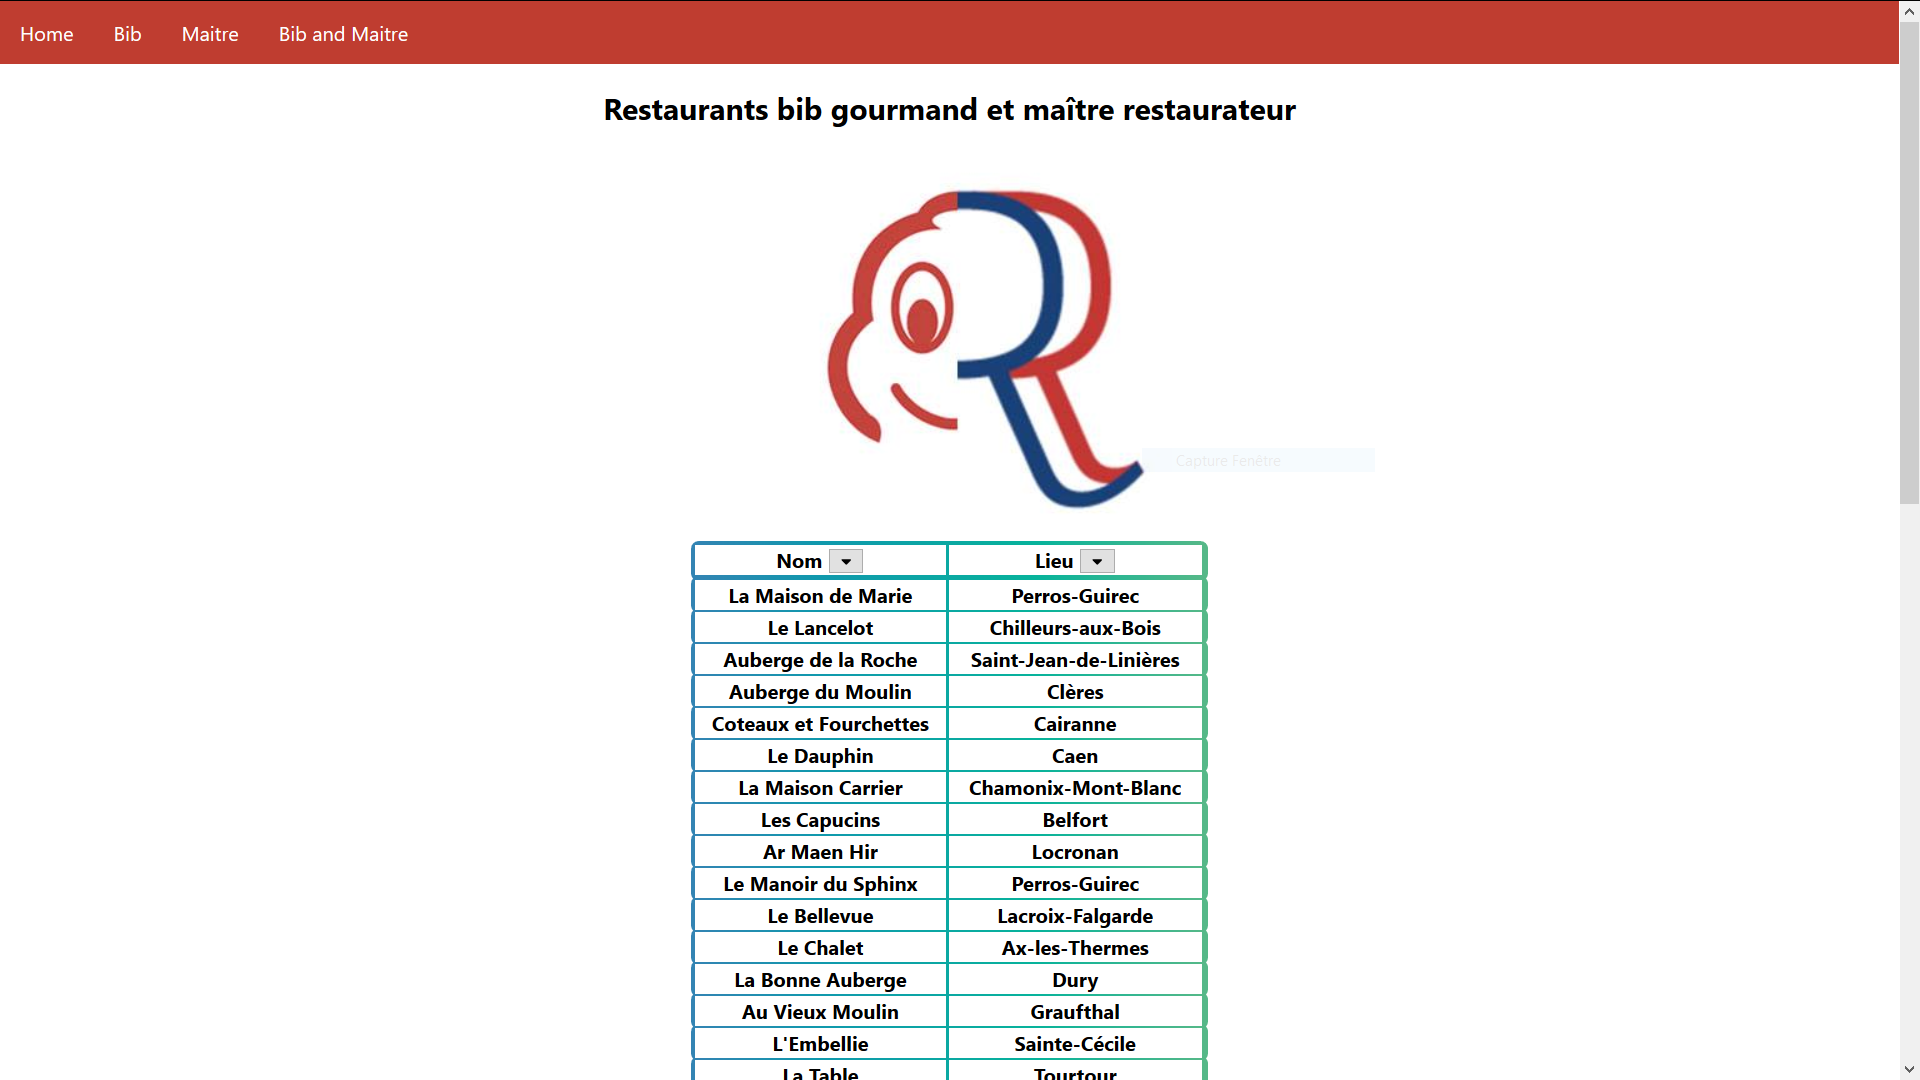 Home Bib Maitre Bib and Maitre
Restaurants bib gourmand et maître restaurateur
R
Capture Fenêtre
Nom Lieu
La Maison de Marie Perros-Guirec
Le Lancelot Chilleurs-aux-Bois
Auberge de la Roche Saint-Jean-de-Linières
Auberge du Moulin Clères
Coteaux et Fourchettes Cairanne
Le Dauphin Caen
La Maison Carrier Chamonix-Mont-Blanc
Les Capucins Belfort
Ar Maen Hir Locronan
Le Manoir du Sphinx Perros-Guirec
Le Bellevue Lacroix-Falgarde
Le Chalet Ax-les-Thermes
La Bonne Auberge Dury
Au Vieux Moulin Graufthal
L'Embellie Sainte-Cécile
La Table Tourtour